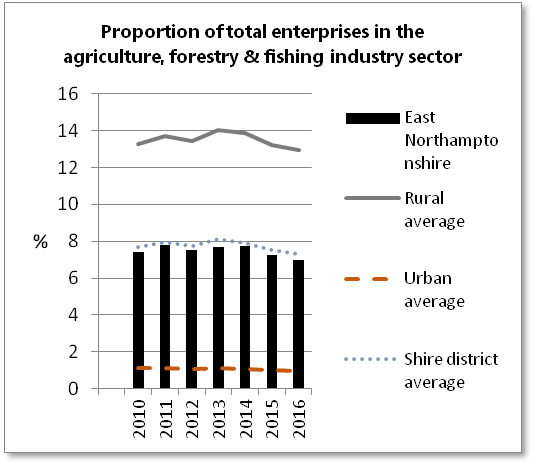 Proportion of total enterprises in the
agriculture, forestry & fishing industry sector
16
14
12
10
8
6
4
2
0
%
2010
2011
2012
2013
2014
2015
2016
East
Northampto
nshire
Rural
average
Urban
average
Shire district
average